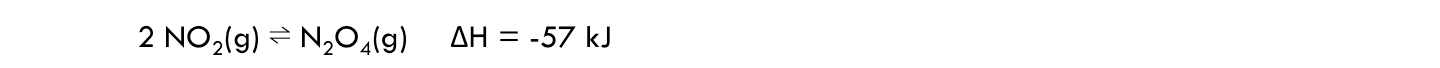 2 NO₂(g) ⇌ N₂O₄(g) ΔH = -57 kJ